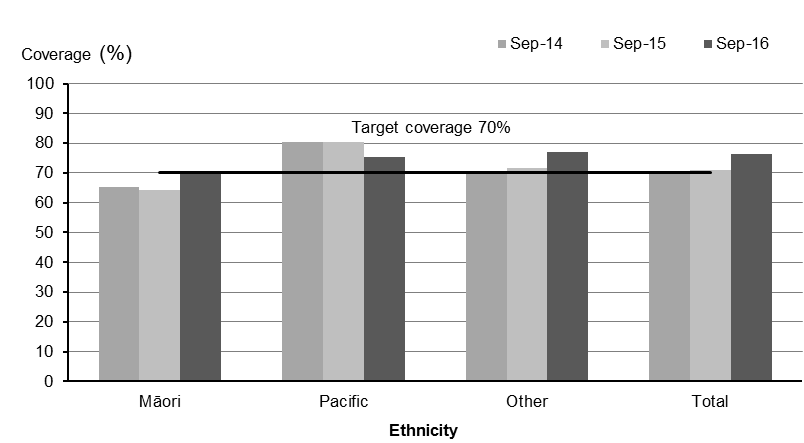 Sep-14 Sep-15 Sep-16
Coverage (%)
100
90
Target coverage 70%
80
70
60
50
40
30
20
10
0
Māori Pacific Other Total
Ethnicity